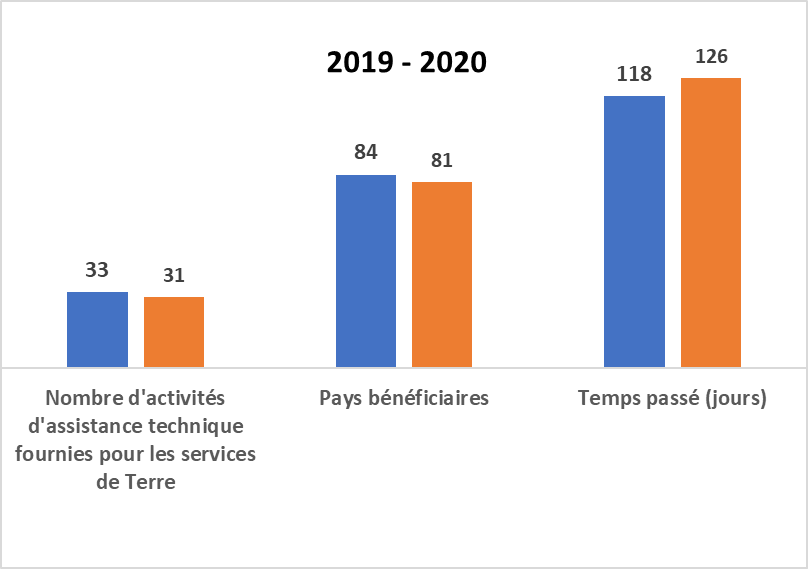 2019 - 2020
33
31
84
81
118
126
Nombre d'activités
d'assistance technique
fournies pour les services
de Terre
Pays bénéficiaires
Temps passé (jours)